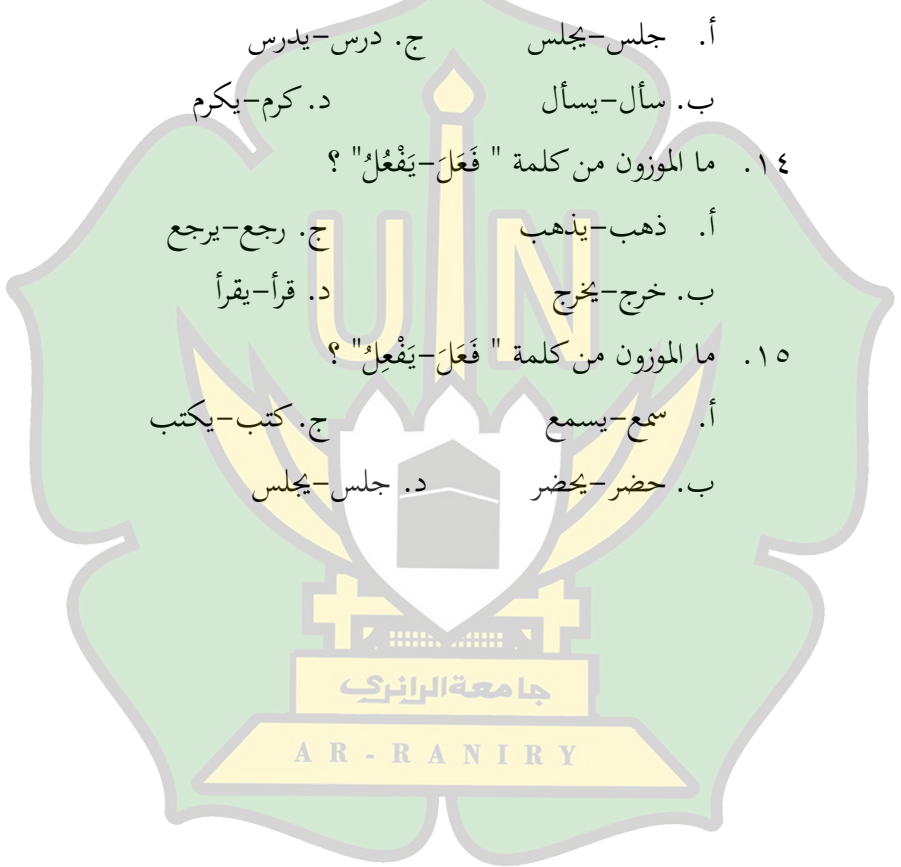 أ. جلس–يجلس ج. درس–يدرس
ب. سأل–يسأل د. كرم–يكرم
١٤. ما الموزون من كلمة " فَعَلَ–يَفْعُلُ" ؟
أ. ذهب–يذهب ج. رجع–يرجع
ب. خرج–يخرج د. قرأ–يقرأ
١٥. ما الموزون من كلمة " فَعَلَ–يَفْعِلُ" ؟
أ. سمع–يسمع ج. كتب–يكتب
ب. حضر–يحضر د. جلس–يجلس
UIN
جامعة الرانري
AR-RANIRY